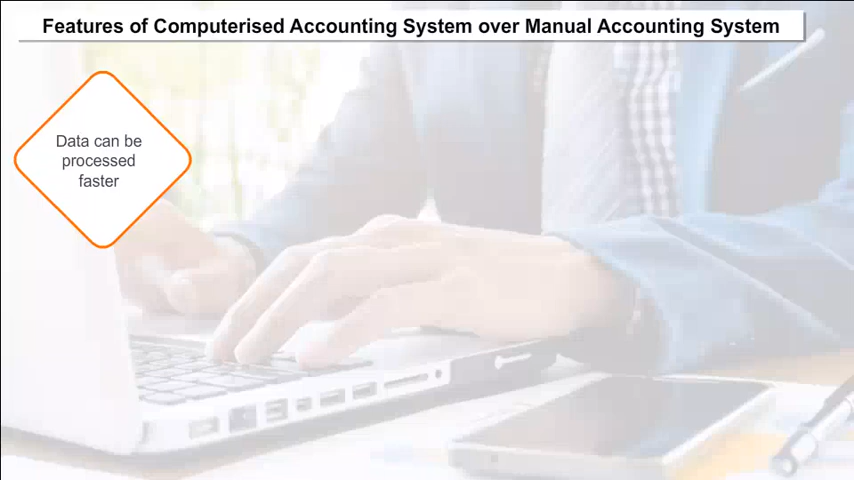 Features of Computerised Accounting System over Manual Accounting System
Data can be
processed
faster